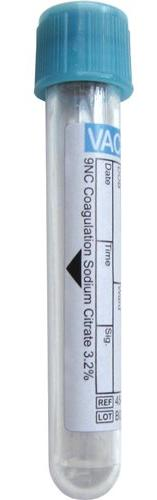 VAC
9NC Coagulation Sodium Citrate 3.2%
Date
Time
Sig.
REF
LOT